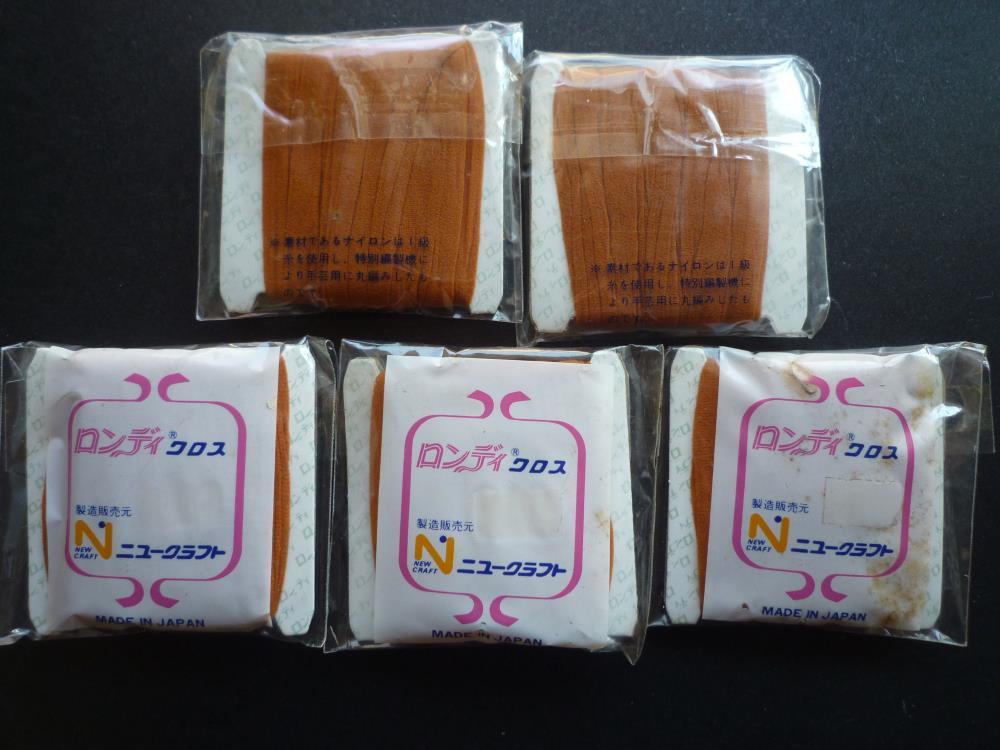 ※素材であるナイロンは1級
糸を使用し、特別編製機に
より手芸用に丸編みしたも
のです。
※素材であるナイロンは1級
糸を使用し、特別編製機に
より手芸用に丸編みしたも
のです。
ロンディ® クロス
製造販売元
NEW CRAFT ニュークラフト
MADE IN JAPAN
ロンディ® クロス
製造販売元
NEW CRAFT ニュークラフト
MADE IN JAPAN
ロンディ® クロス
製造販売元
NEW CRAFT ニュークラフト
MADE IN JAPAN